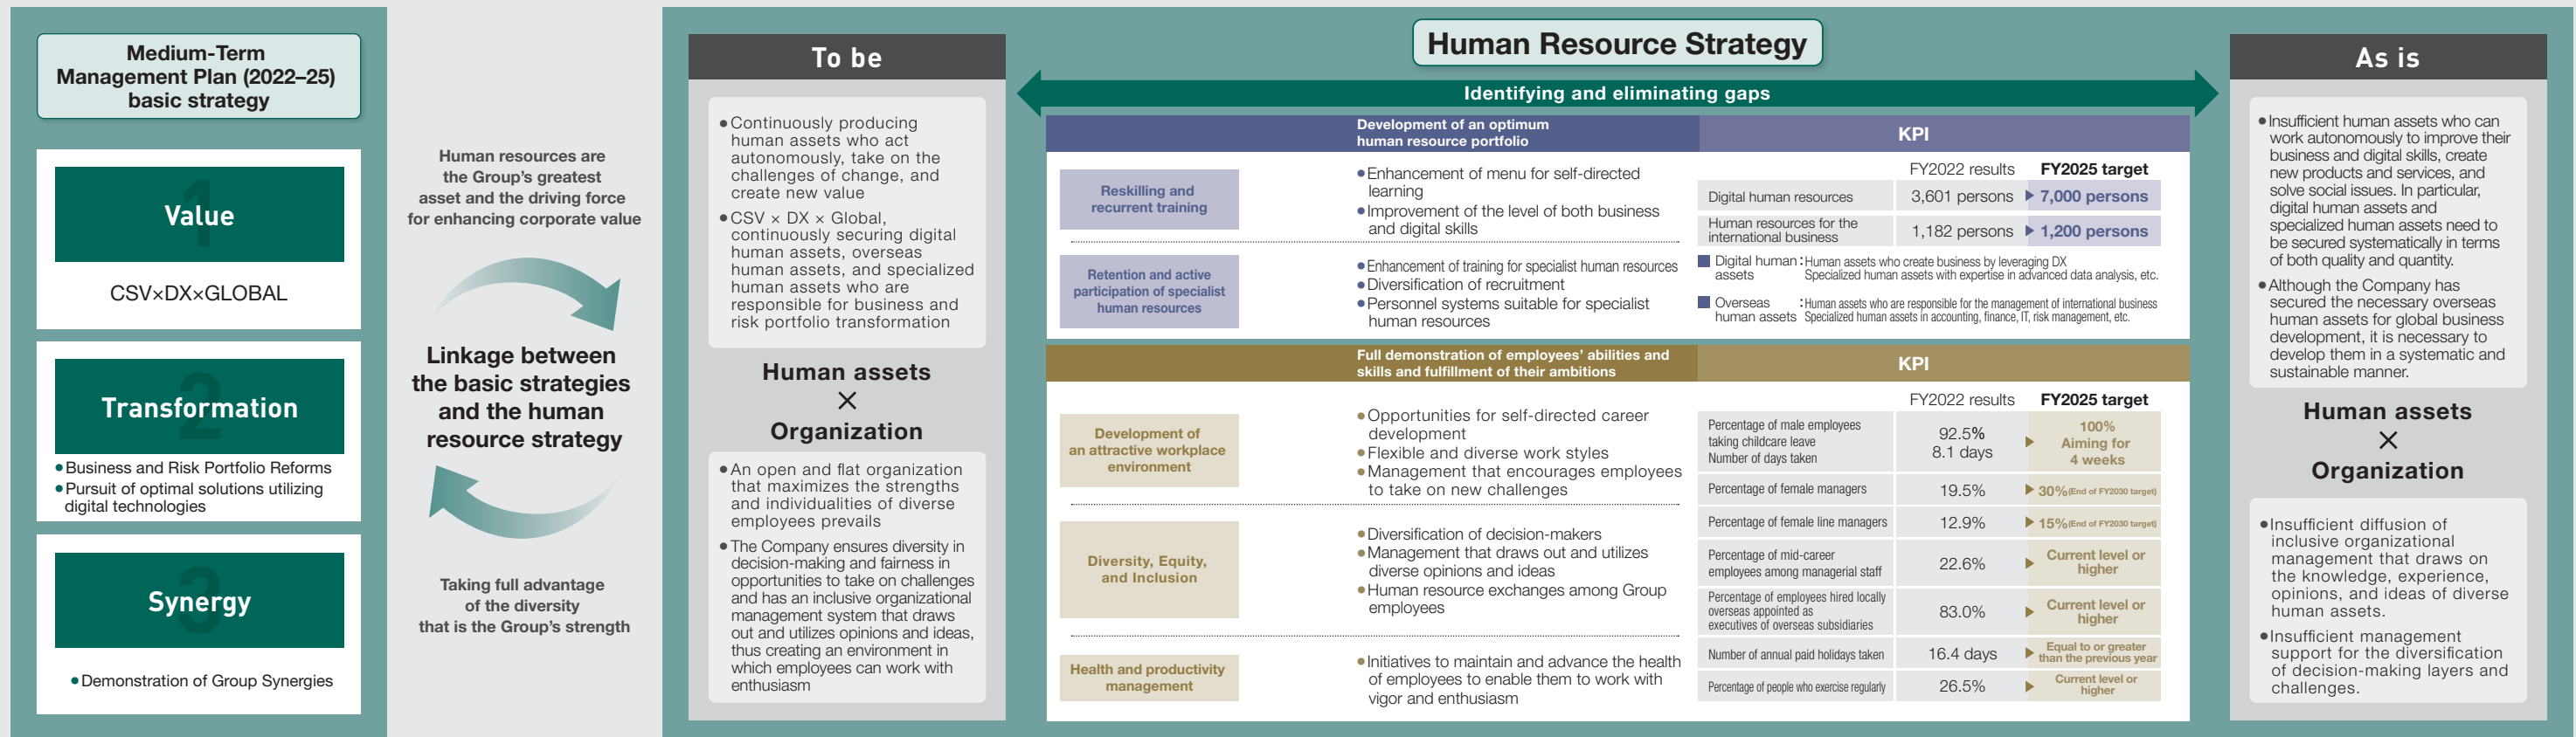 Medium-Term
Management Plan (2022–25)
basic strategy
1
Value
CSV×DX×GLOBAL
2
Transformation
●Business and Risk Portfolio Reforms
●Pursuit of optimal solutions utilizing
digital technologies
3
Synergy
●Demonstration of Group Synergies
Human resources are
the Group’s greatest
asset and the driving force
for enhancing corporate value
Linkage between
the basic strategies
and the human
resource strategy
Taking full advantage
of the diversity
that is the Group’s strength
To be
●Continuously producing
human assets who act
autonomously, take on the
challenges of change, and
create new value
●CSV × DX × Global,
continuously securing digital
human assets, overseas
human assets, and specialized
human assets who are
responsible for business and
risk portfolio transformation
Human assets
×
Organization
●An open and flat organization
that maximizes the strengths
and individualities of diverse
employees prevails
●The Company ensures diversity in
decision-making and fairness in
opportunities to take on challenges
and has an inclusive organizational
management system that draws
out and utilizes opinions and ideas,
thus creating an environment in
which employees can work with
enthusiasm
Human Resource Strategy
Identifying and eliminating gaps
Development of an optimum
human resource portfolio
KPI
Reskilling and
recurrent training
●Enhancement of menu for self-directed
learning
●Improvement of the level of both business
and digital skills
Retention and active
participation of specialist
human resources
●Enhancement of training for specialist human resources
●Diversification of recruitment
●Personnel systems suitable for specialist
human resources
FY2022 results FY2025 target
Digital human resources 3,601 persons ▶ 7,000 persons
Human resources for the
international business 1,182 persons ▶ 1,200 persons
■ Digital human assets : Human assets who create business by leveraging DX
Specialized human assets with expertise in advanced data analysis, etc.
■ Overseas human assets : Human assets who are responsible for the management of international business
Specialized human assets in accounting, finance, IT, risk management, etc.
Full demonstration of employees’ abilities and
skills and fulfillment of their ambitions
KPI
Development of
an attractive workplace
environment
●Opportunities for self-directed career
development
●Flexible and diverse work styles
●Management that encourages employees
to take on new challenges
Diversity, Equity,
and Inclusion
●Diversification of decision-makers
●Management that draws out and utilizes
diverse opinions and ideas
●Human resource exchanges among Group
employees
Health and productivity
management
●Initiatives to maintain and advance the health
of employees to enable them to work with
vigor and enthusiasm
FY2022 results FY2025 target
Percentage of male employees
taking childcare leave
Number of days taken
92.5%
8.1 days
▶ 100%
Aiming for
4 weeks
Percentage of female managers 19.5% ▶ 30%(End of FY2030 target)
Percentage of female line managers 12.9% ▶ 15%(End of FY2030 target)
Percentage of mid-career
employees among managerial staff
22.6%
▶ Current level or
higher
Percentage of employees hired locally
overseas appointed as
executives of overseas subsidiaries
83.0%
▶ Current level or
higher
Number of annual paid holidays taken 16.4 days
▶ Equal to or greater
than the previous year
Percentage of people who exercise regularly 26.5%
▶ Current level or
higher
As is
●Insufficient human assets who can
work autonomously to improve their
business and digital skills, create
new products and services, and
solve social issues. In particular,
digital human assets and
specialized human assets need to
be secured systematically in terms
of both quality and quantity.
●Although the Company has
secured the necessary overseas
human assets for global business
development, it is necessary to
develop them in a systematic and
sustainable manner.
Human assets
×
Organization
●Insufficient diffusion of
inclusive organizational
management that draws on
the knowledge, experience,
opinions, and ideas of diverse
human assets.
●Insufficient management
support for the diversification
of decision-making layers and
challenges.